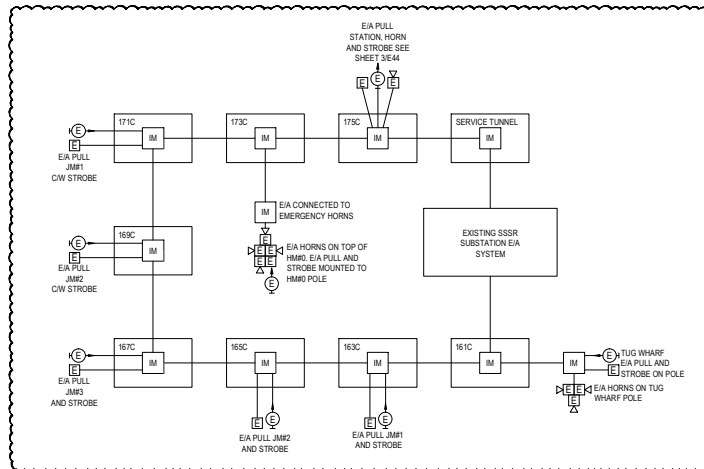 E/A PULL
STATION, HORN
AND STROBE SEE
SHEET 3/E44
E
E
E
171C
173C
175C
SERVICE TUNNEL
E
IM
IM
IM
IM
E
E/A PULL
JM#1
C/W STROBE
IM
E/A CONNECTED TO
EMERGENCY HORNS
EXISTING SSSR
SUBSTATION E/A
SYSTEM
169C
E
IM
E
E/A PULL
JM#2
C/W STROBE
E
E E
E E
E
E/A HORNS ON TOP OF
HM#0. E/A PULL AND
STROBE MOUNTED TO
HM#0 POLE
167C
165C
163C
161C
E
IM
IM
IM
IM
IM
E
E
E/A PULL
JM#3
AND STROBE
E
TUG WHARF
E/A PULL AND
STROBE ON POLE
E E
E
E/A HORNS ON TUG
WHARF POLE
E
E
E/A PULL JM#2
AND STROBE
E
E
E/A PULL JM#1
AND STROBE